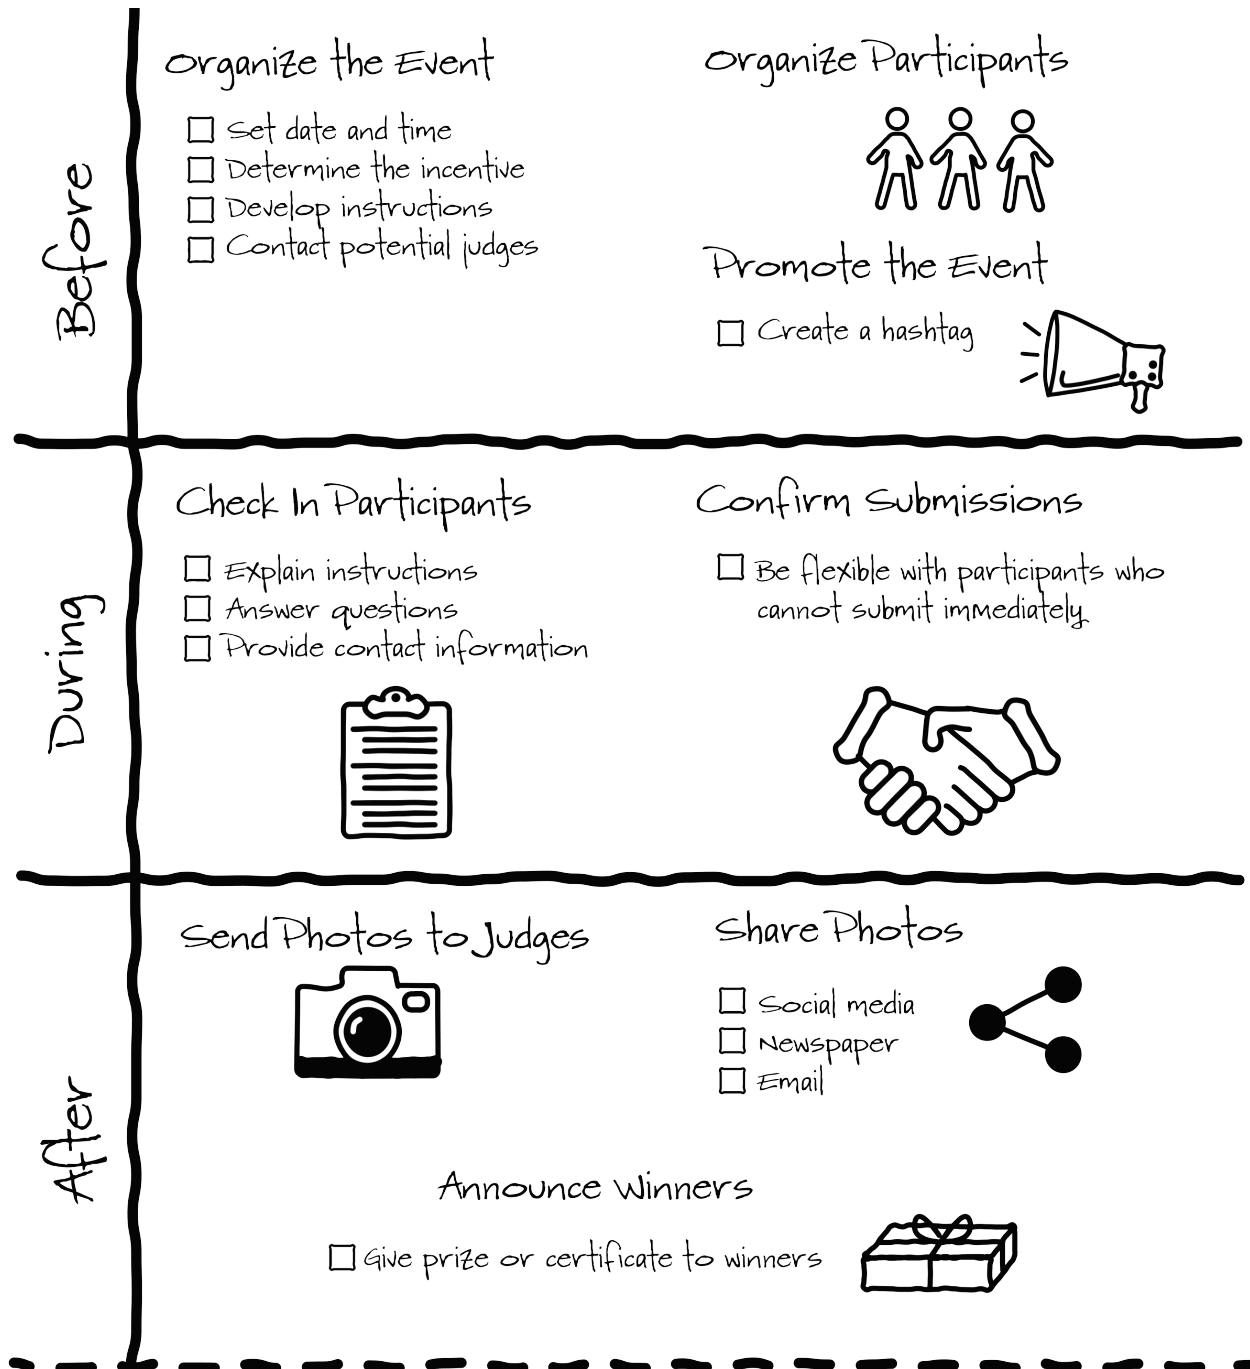 Before
Organize the Event
Set date and time
Determine the incentive
Develop instructions
Contact potential judges
Organize Participants
Promote the Event
Create a hashtag
During
Check In Participants
Explain instructions
Answer questions
Provide contact information
Confirm Submissions
Be flexible with participants who
cannot submit immediately
After
Send Photos to Judges
Share Photos
Social media
Newspaper
Email
Announce Winners
Give prize or certificate to winners